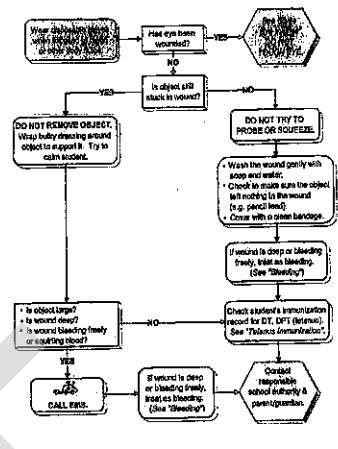 Has eye been
wounded?
YES
NO
Is object still
stuck in wound?
YES
NO
DO NOT REMOVE OBJECT.
Wrap bulky dressing around
object to support it. Try to
calm student.
DO NOT TRY TO
PROBE OR SQUEEZE.
• Wash the wound gently with
soap and water.
• Check to make sure the object
left nothing in the wound
(e.g. pencil lead).
• Cover with a clean bandage.
If wound is deep or bleeding
freely, treat as bleeding.
(See "Bleeding")
• Is object large?
• Is wound deep?
• Is wound bleeding freely
or squirting blood?
NO
Check student's immunization
record for DT, DPT (tetanus).
See "Tetanus Immunization".
YES
CALL EMS.
If wound is deep
or bleeding freely,
treat as bleeding.
(See "Bleeding")
Contact
responsible
school authority &
parent/guardian.